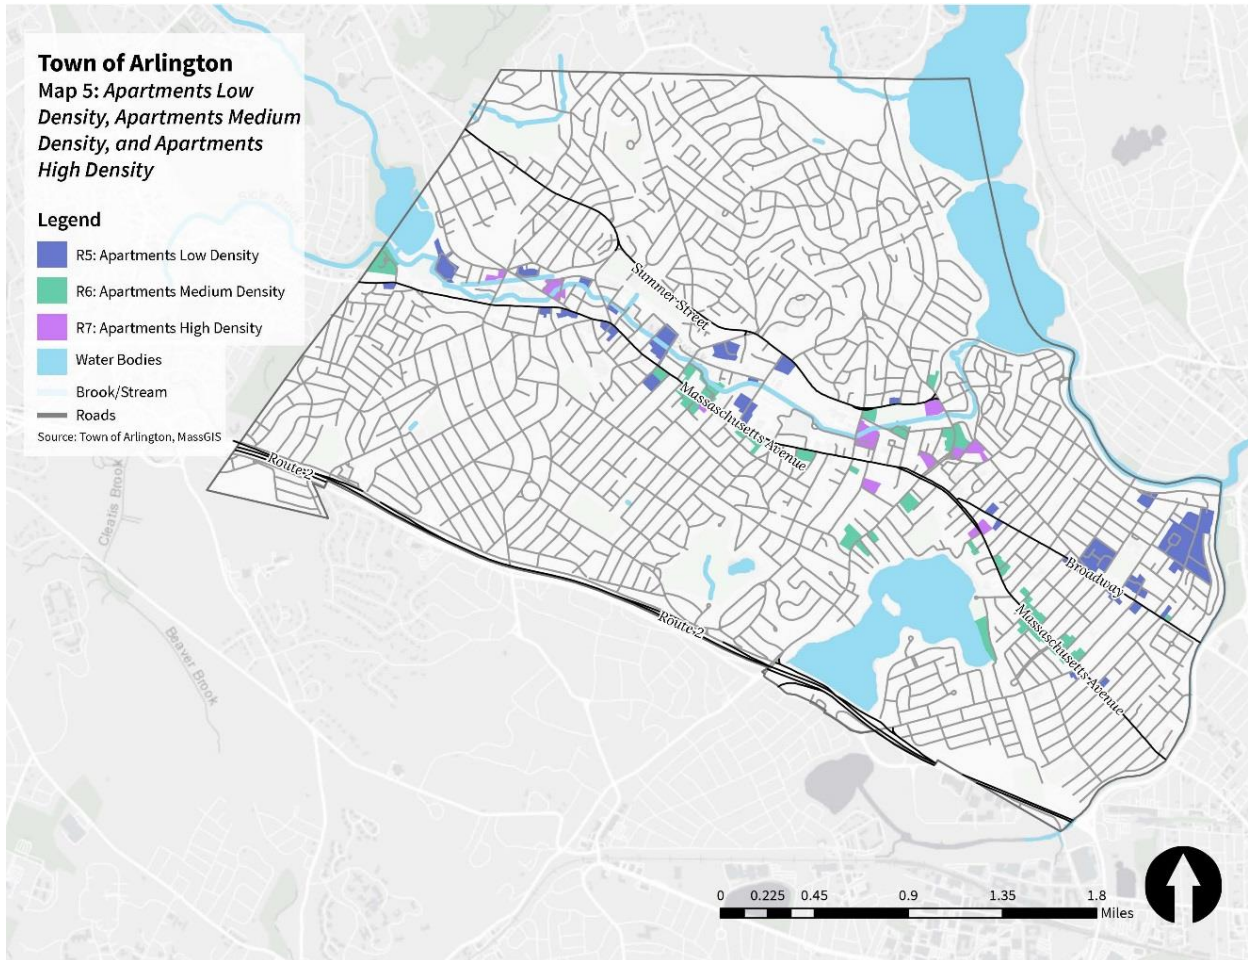 Town of Arlington
Map 5: Apartments Low
Density, Apartments Medium
Density, and Apartments
High Density
Legend
R5: Apartments Low Density
R6: Apartments Medium Density
R7: Apartments High Density
Water Bodies
Brook/Stream
Roads
Source: Town of Arlington, MassGIS
Summer Street
Massaschusetts Avenue
Route 2
Cleatis Brook
Broadway
Route 2
Massaschusetts Avenue
Beaver Brook
0 0.225 0.45 0.9 1.35 1.8
Miles